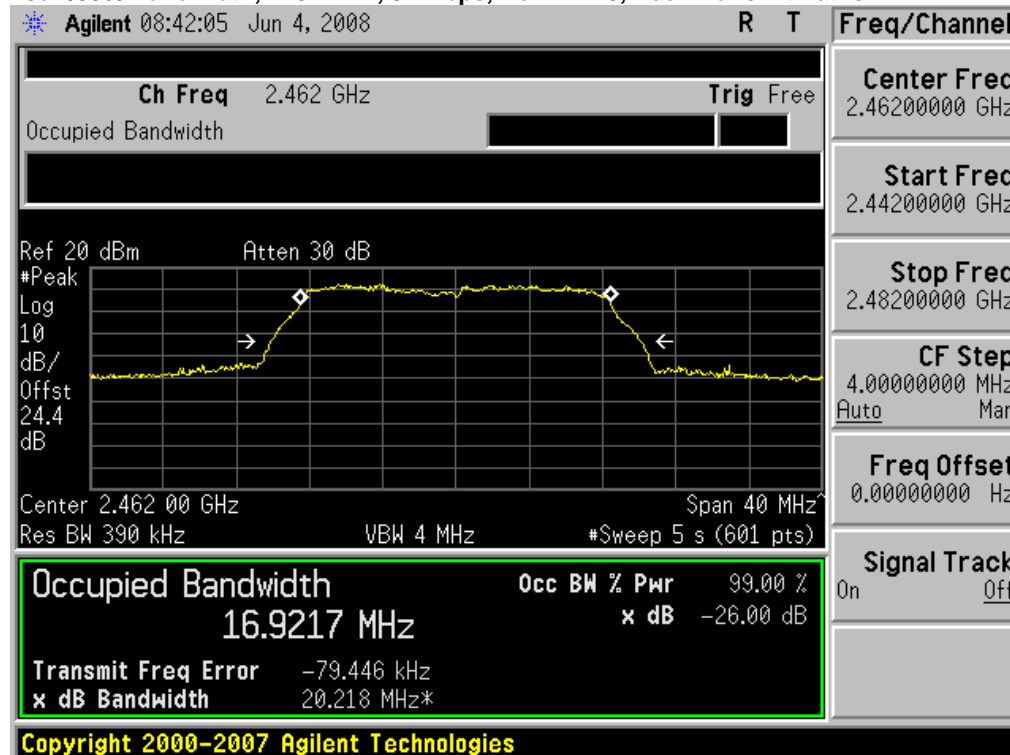 Agilent 08:42:05 Jun 4, 2008 R T
Freq/Channel
Ch Freq 2.462 GHz Trig Free
Occupied Bandwidth
Center Freq
2.46200000 GHz
Start Freq
2.44200000 GHz
Stop Freq
2.48200000 GHz
CF Step
4.00000000 MHz
Auto Man
Freq Offset
0.00000000 Hz
Signal Track
On Off
Ref 20 dBm Atten 30 dB
#Peak
Log
10
dB/
Offst
24.4
dB
Center 2.462 00 GHz Span 40 MHz^
Res BW 390 kHz VBW 4 MHz #Sweep 5 s (601 pts)
Occupied Bandwidth
16.9217 MHz
Occ BW % Pwr 99.00 %
x dB -26.00 dB
Transmit Freq Error -79.446 kHz
x dB Bandwidth 20.218 MHz*
Copyright 2000-2007 Agilent Technologies